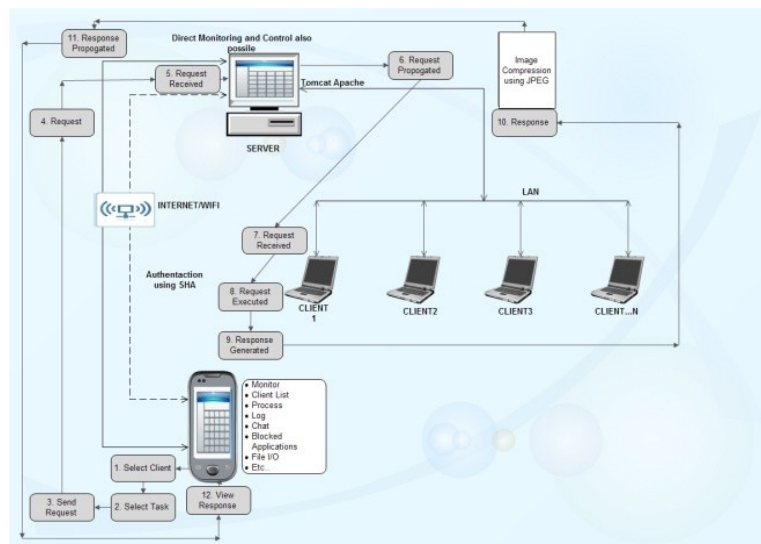 11. Response
Propogated
Direct Monitoring and Control also
possile
6. Request
Propogated
Image
Compression
using JPEG
5. Request
Received
Tomcat Apache
4. Request
10. Response
SERVER
LAN
INTERNET/WIFI
7. Request
Received
Authentaction
using SHA
8. Request
Executed
CLIENT
1
CLIENT2
CLIENT3
CLIENT...N
9. Response
Generated
Monitor
Client List
Process
Log
Chat
Blocked
Applications
File I/O
Etc..
1. Select Client
3. Send
Request
2. Select Task
12. View
Response